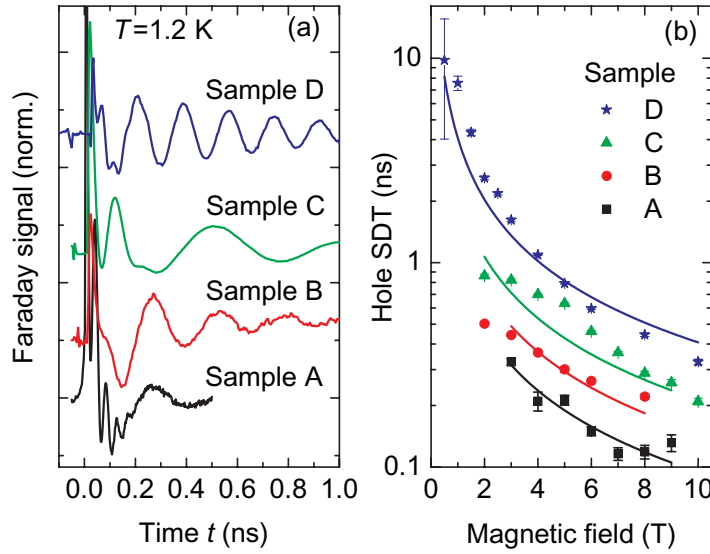 T=1.2 K
(a)
Sample D
Sample C
Sample B
Sample A
Faraday signal (norm.)
0.0 0.2 0.4 0.6 0.8 1.0
Time t (ns)
(b)
Sample
D
C
B
A
Hole SDT (ns)
10
1
0.1
2 4 6 8 10
Magnetic field (T)